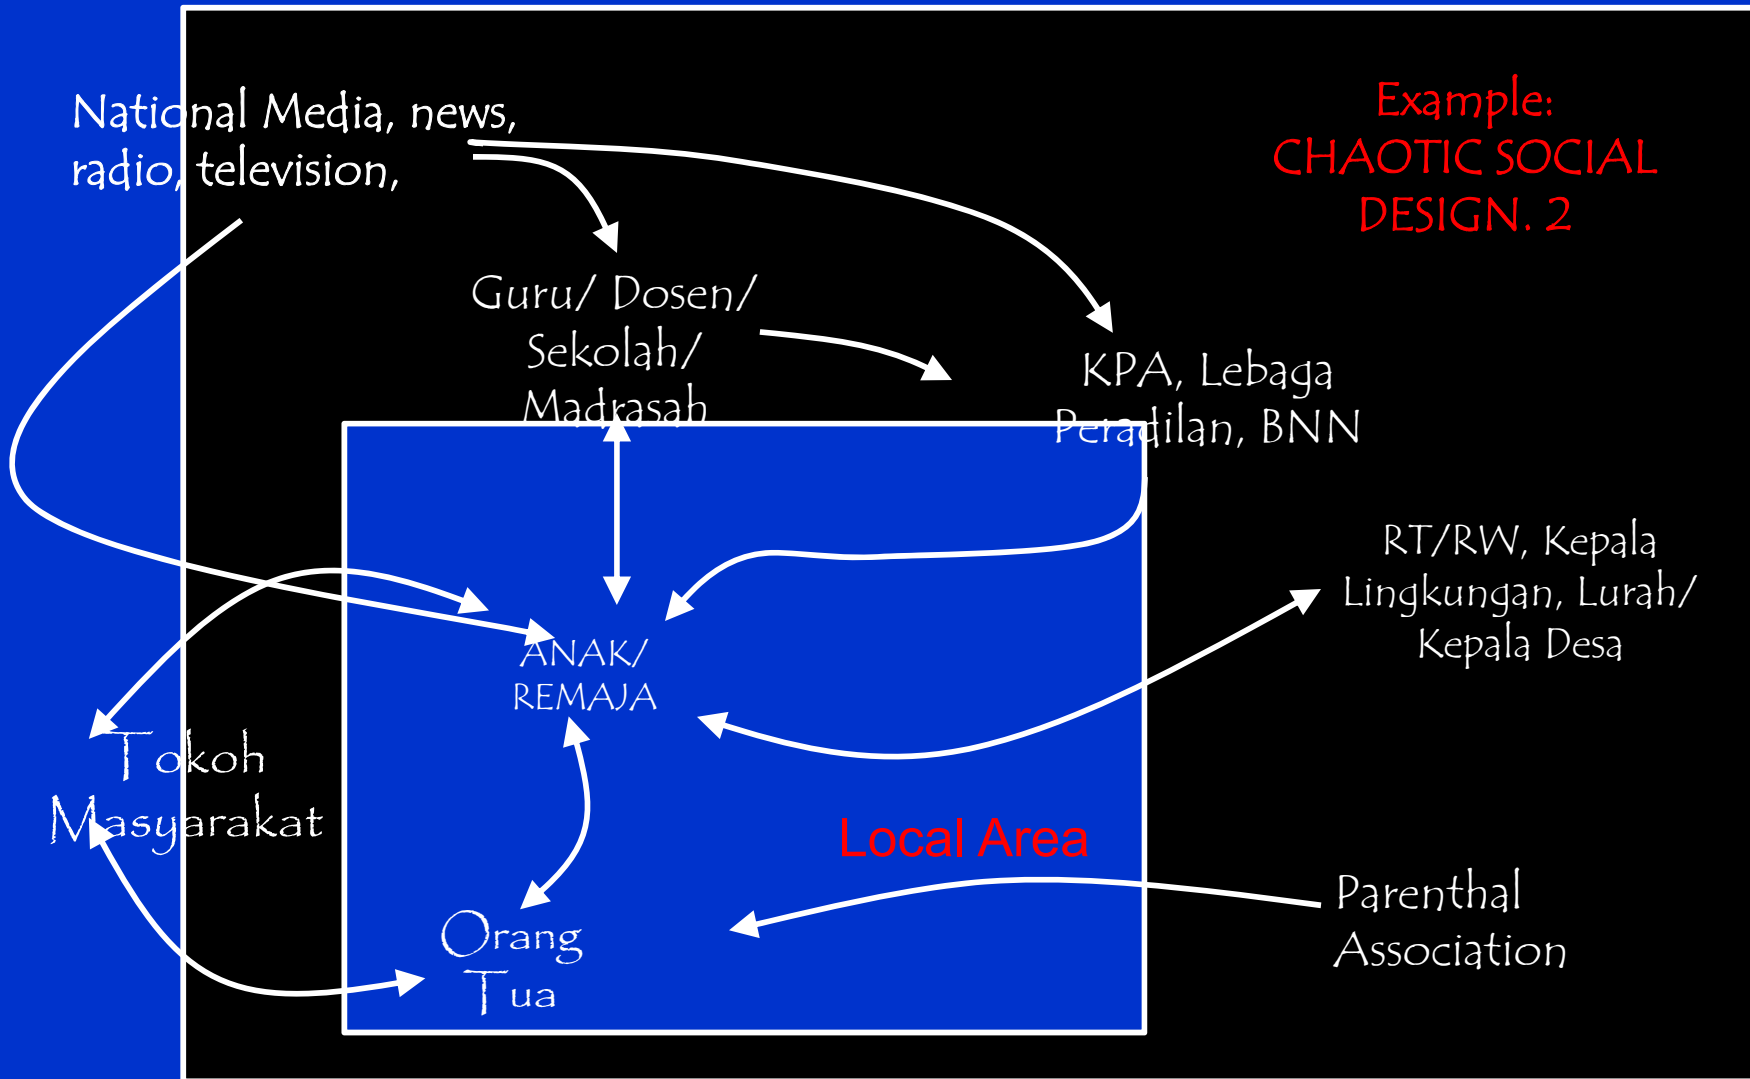 National Media, news,
radio, television,
Example:
CHAOTIC SOCIAL
DESIGN. 2
Guru/ Dosen/
Sekolah/
Madrasah
KPA, Lebaga
Peradilan, BNN
RT/RW, Kepala
Lingkungan, Lurah/
Kepala Desa
ANAK/
REMAJA
Tokoh
Masyarakat
Local Area
Orang
Tua
Parenthal
Association